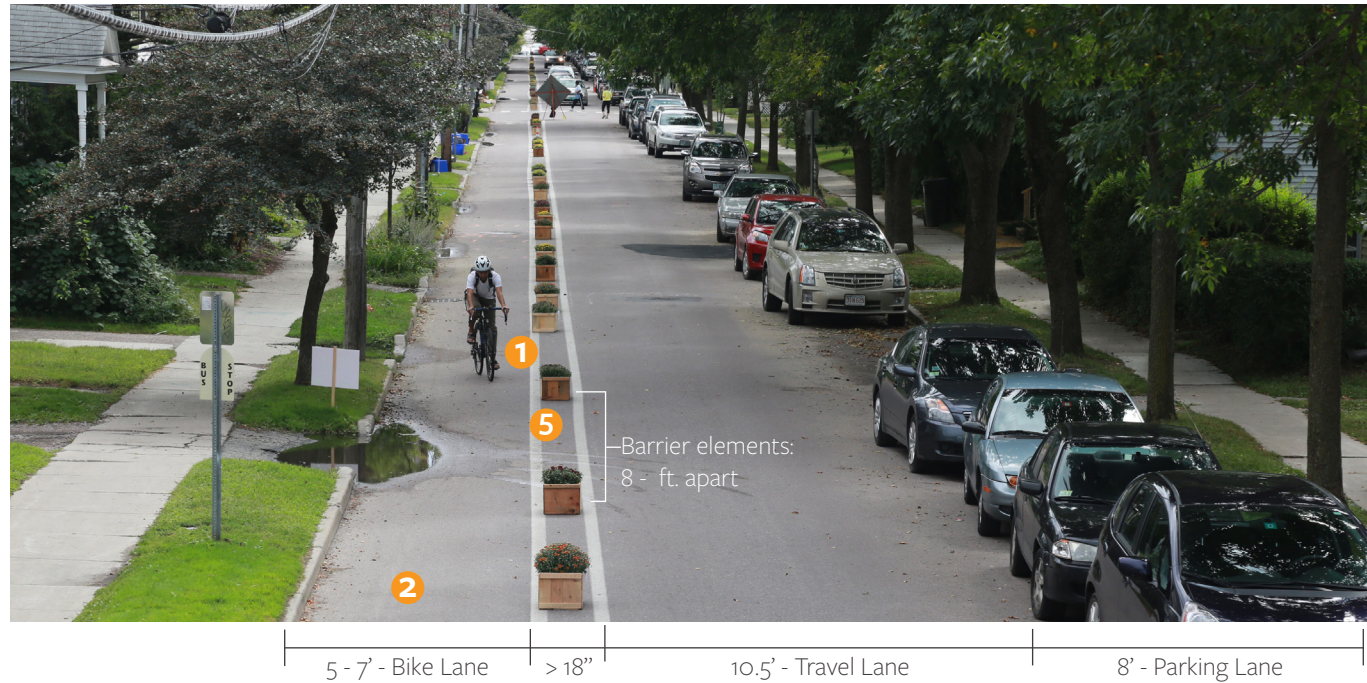 BUS STOP
1
5
Barrier elements:
8 - ft. apart
2
5 - 7’ - Bike Lane
> 18”
10.5’ - Travel Lane
8’ - Parking Lane